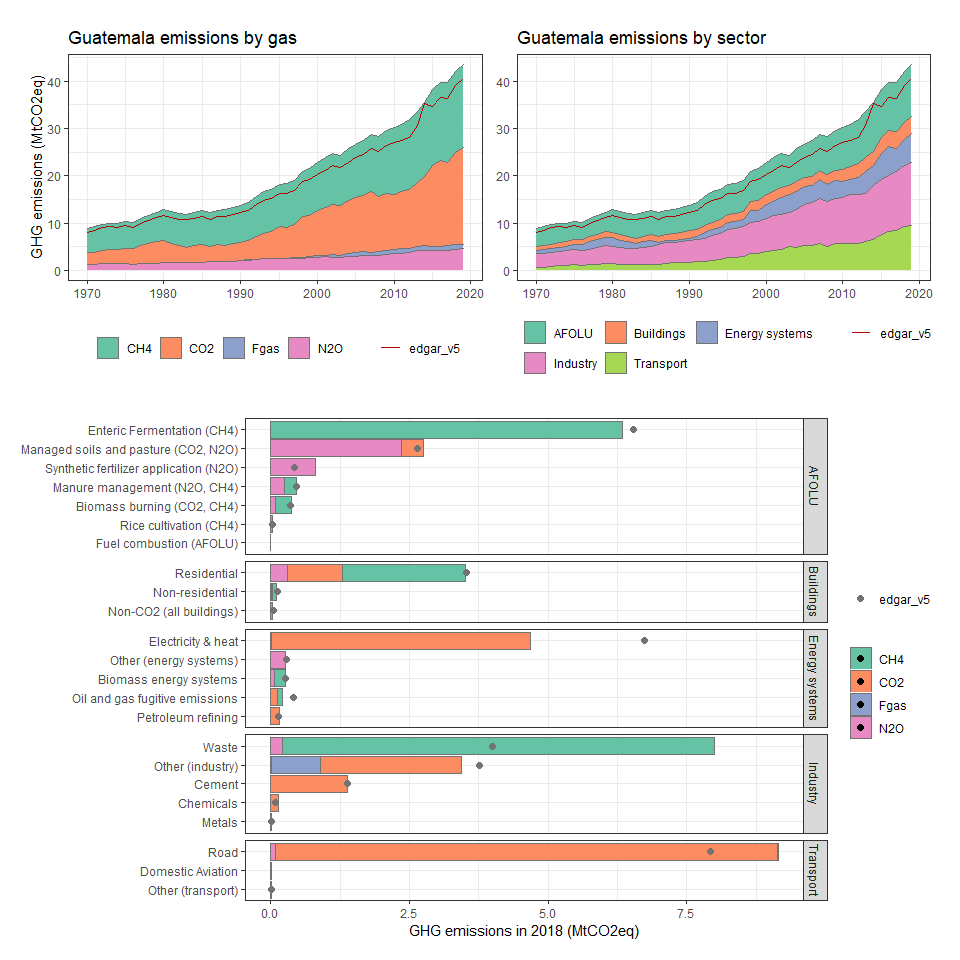 Guatemala emissions by gas
GHG emissions (MtCO2eq)
40
30
20
10
0
1970 1980 1990 2000 2010 2020
CH4 CO2 Fgas N2O edgar_v5
Guatemala emissions by sector
40
30
20
10
0
1970 1980 1990 2000 2010 2020
AFOLU Buildings Energy systems edgar_v5
Industry Transport
Enteric Fermentation (CH4)
Managed soils and pasture (CO2, N2O)
Synthetic fertilizer application (N2O)
Manure management (N2O, CH4)
Biomass burning (CO2, CH4)
Rice cultivation (CH4)
Fuel combustion (AFOLU)
AFOLU
Residential
Non-residential
Non-CO2 (all buildings)
Buildings
Electricity & heat
Other (energy systems)
Biomass energy systems
Oil and gas fugitive emissions
Petroleum refining
Energy systems
Waste
Other (industry)
Cement
Chemicals
Metals
Industry
Road
Domestic Aviation
Other (transport)
Transport
0.0 2.5 5.0 7.5
GHG emissions in 2018 (MtCO2eq)
edgar_v5
CH4
CO2
Fgas
N2O